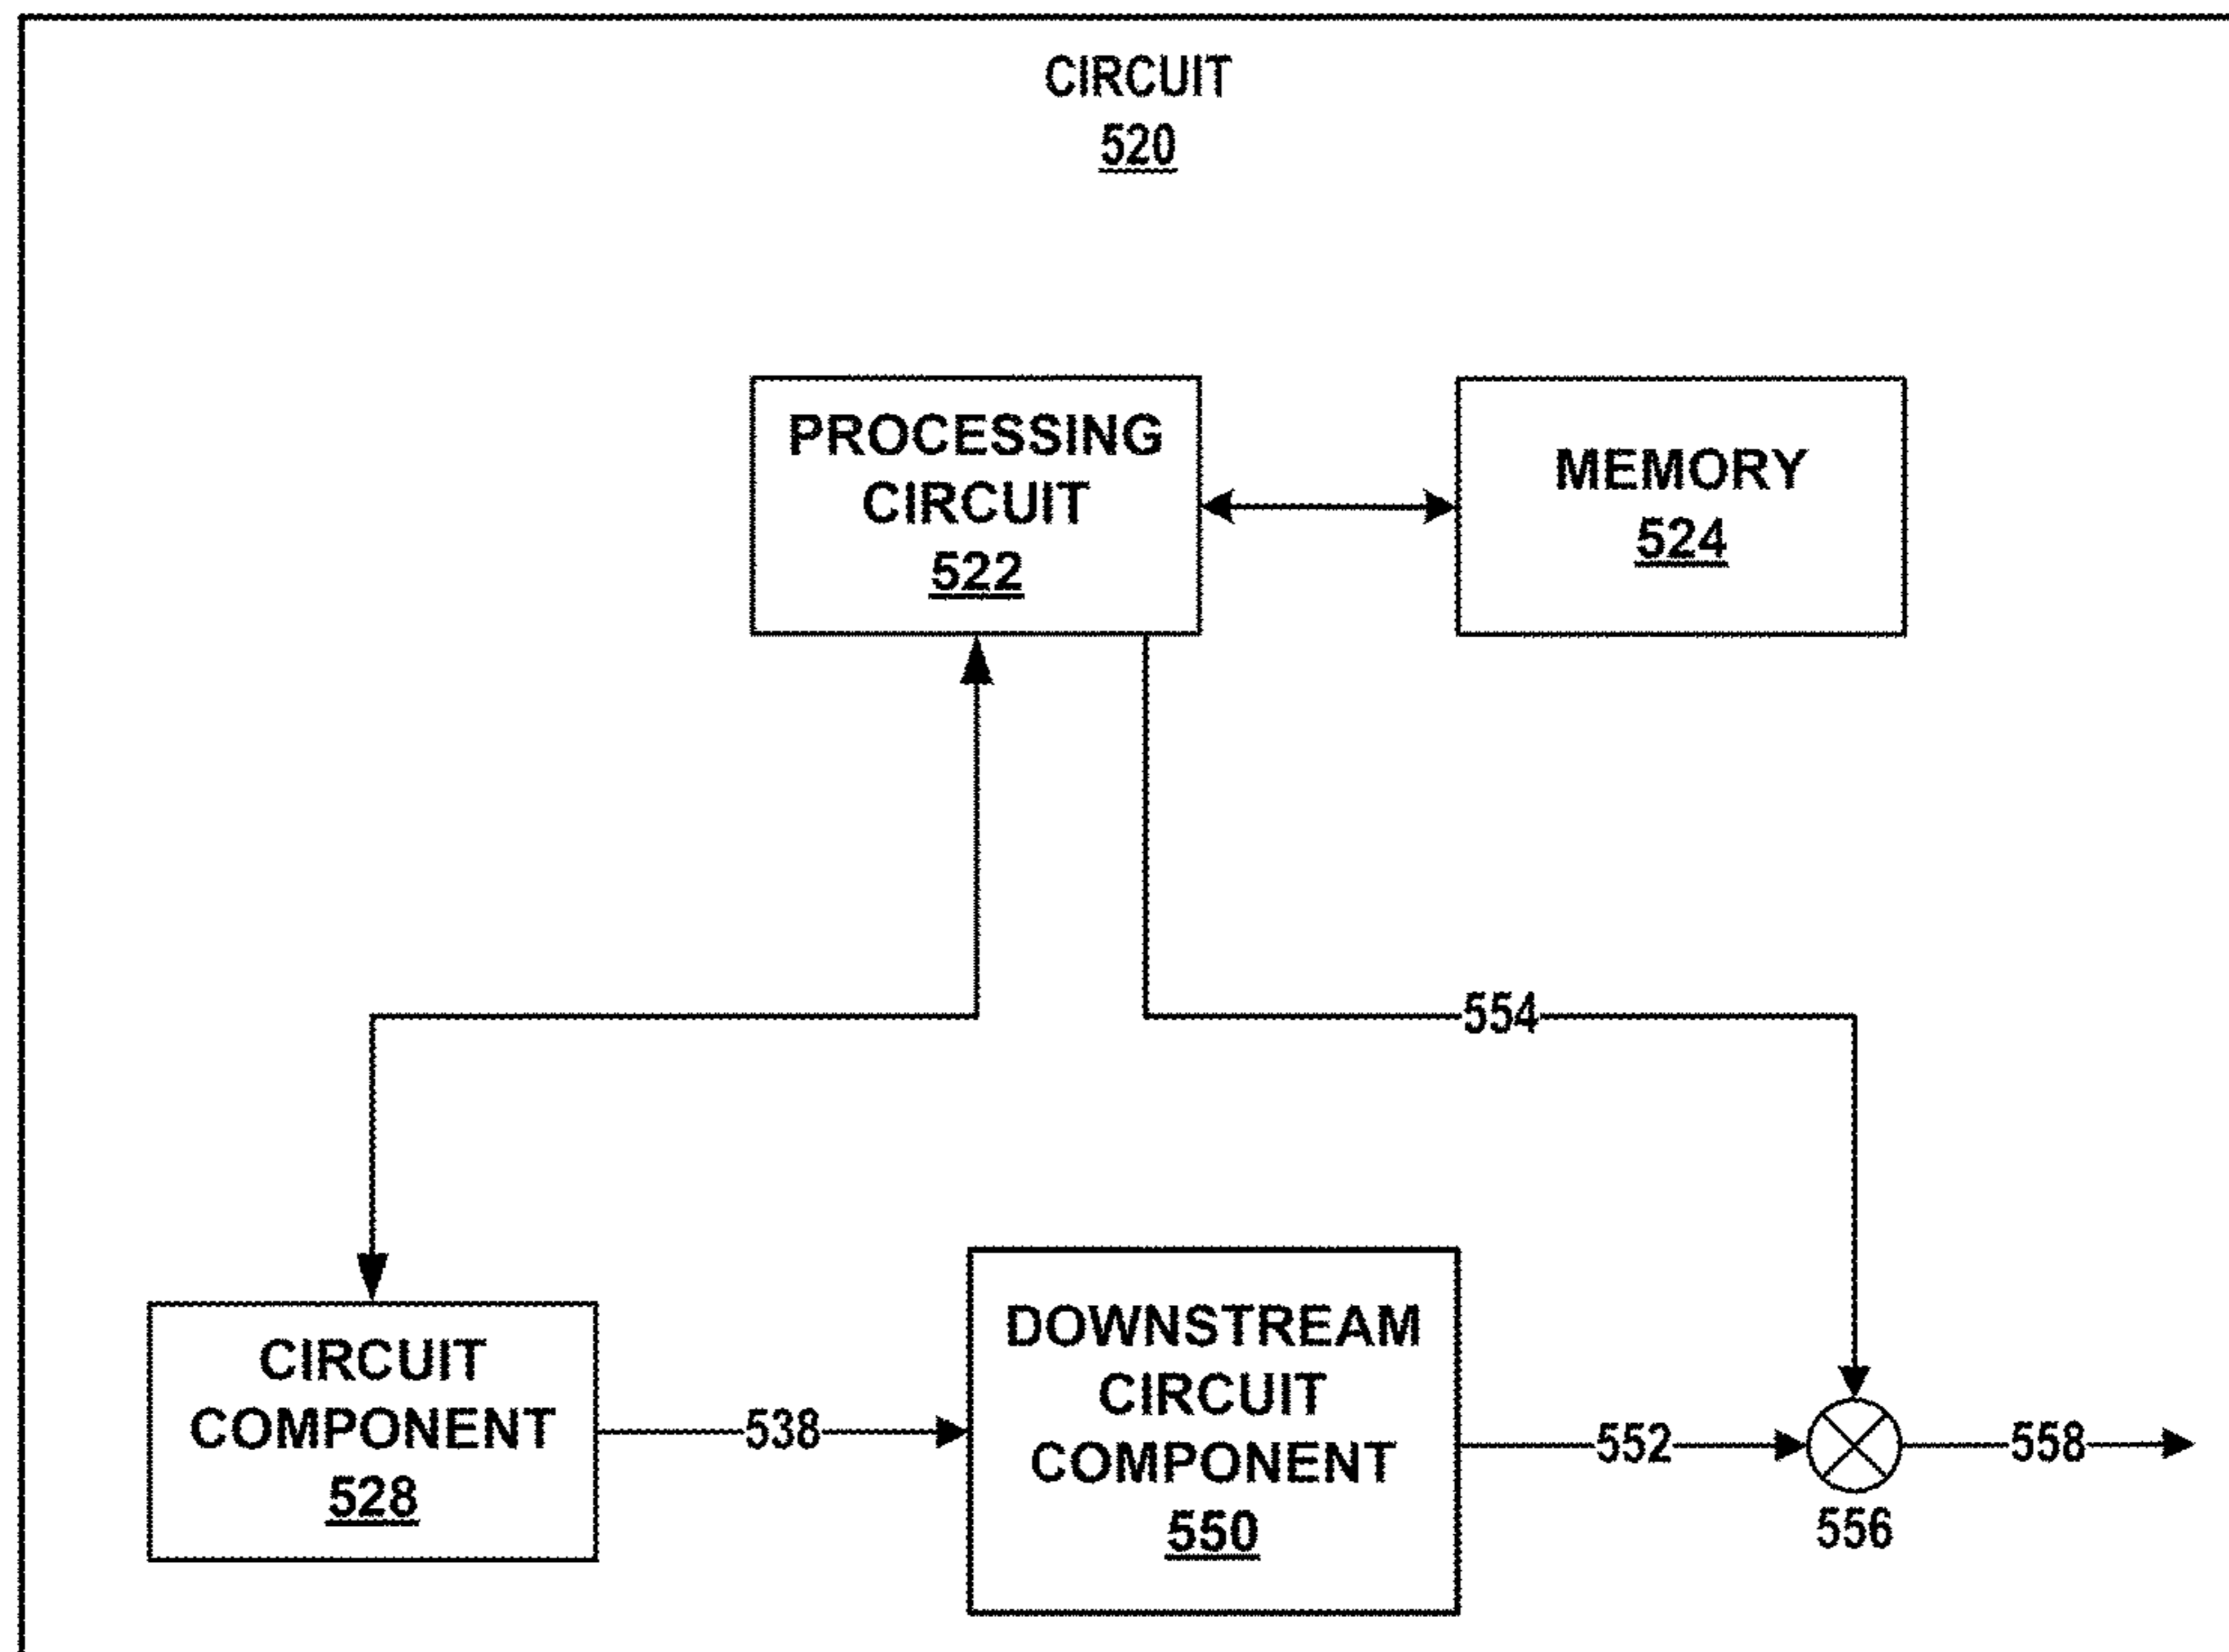 CIRCUIT
520
PROCESSING
CIRCUIT
522
MEMORY
524
554
CIRCUIT
COMPONENT
528
538
DOWNSTREAM
CIRCUIT
COMPONENT
550
552
556
558